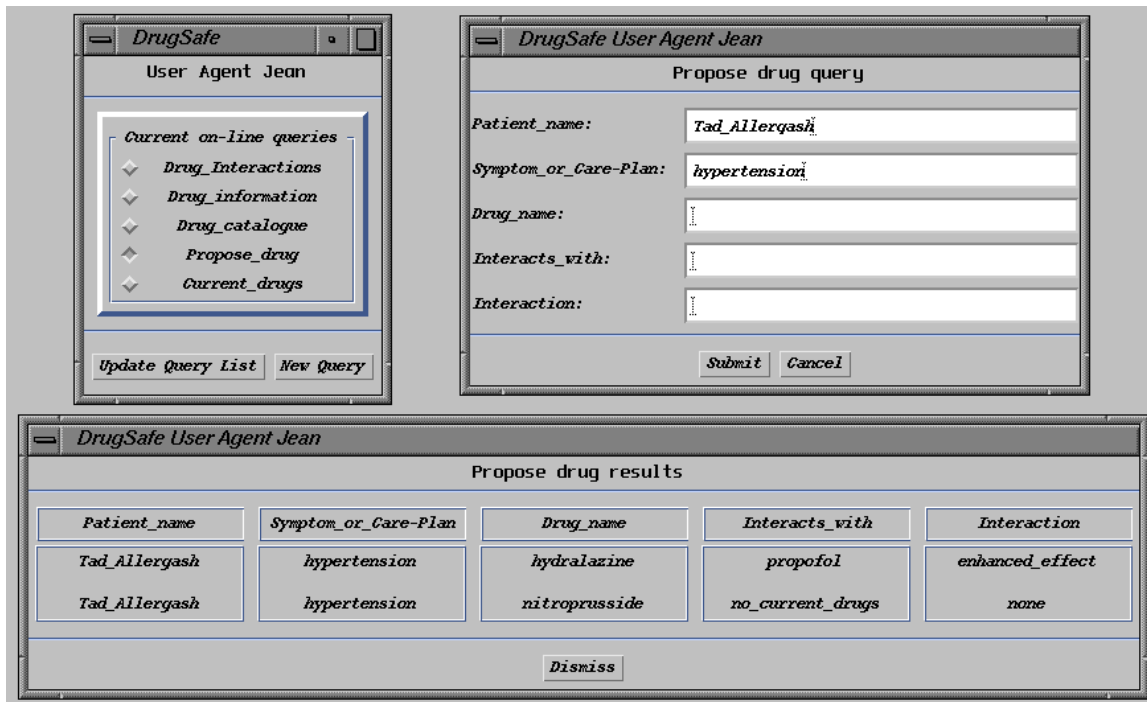 DrugSafe
User Agent Jean
Current on-line queries
Drug_Interactions
Drug_information
Drug_catalogue
Propose_drug
Current_drugs
Update Query List New Query
DrugSafe User Agent Jean
Propose drug query
Patient_name: Tad_Allergash
Symptom_or_Care-Plan: hypertension
Drug_name:
Interacts_with:
Interaction:
Submit Cancel
DrugSafe User Agent Jean
Propose drug results
Patient_name Symptom_or_Care-Plan Drug_name Interacts_with Interaction
Tad_Allergash hypertension hydralazine propofol enhanced_effect
Tad_Allergash hypertension nitroprusside no_current_drugs none
Dismiss